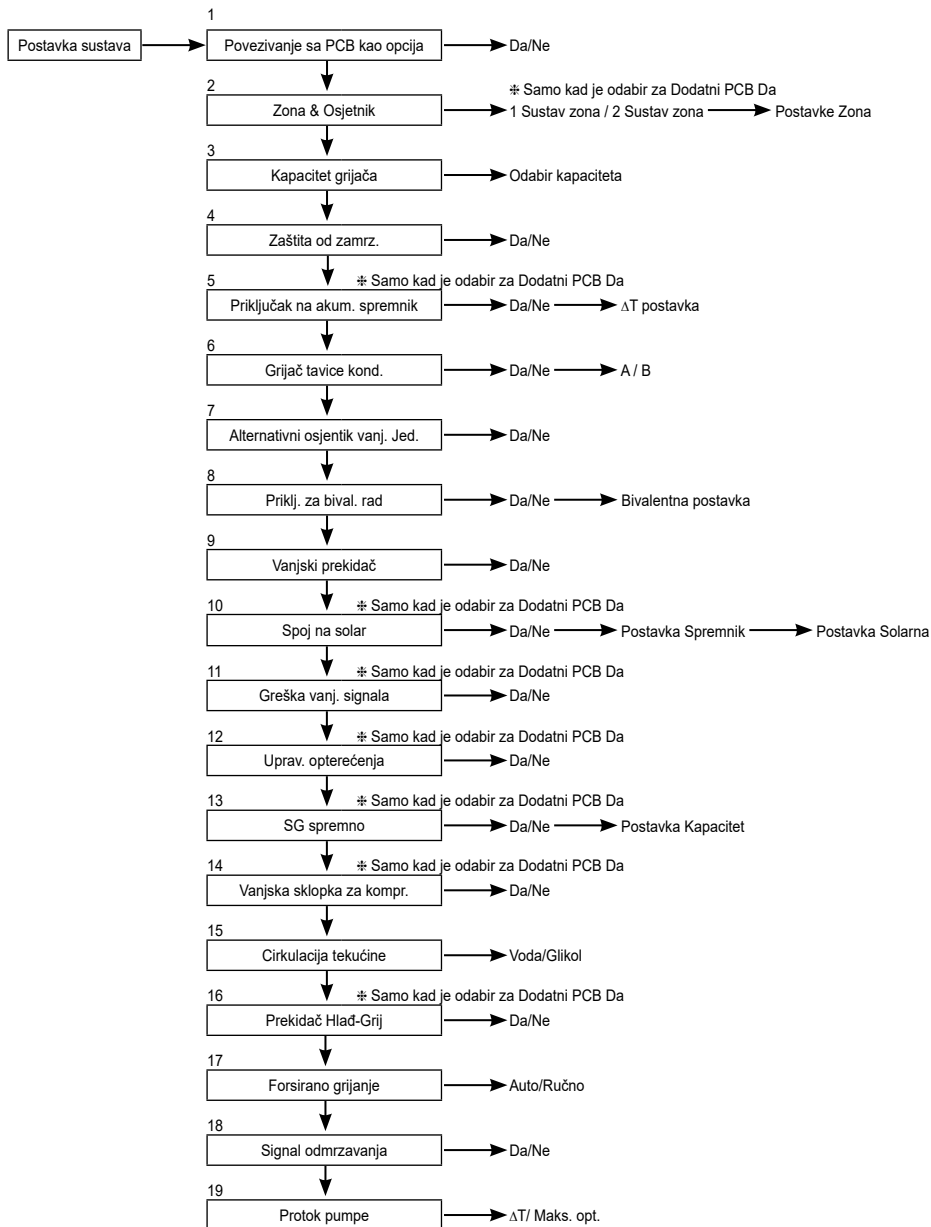 1
Postavka sustava
Povezivanje sa PCB kao opcija
Da/Ne
2
⁜ Samo kad je odabir za Dodatni PCB Da
Zona & Osjetnik
1 Sustav zona / 2 Sustav zona
Postavke Zona
3
Kapacitet grijača
Odabir kapaciteta
4
Zaštita od zamrz.
Da/Ne
5
⁜ Samo kad je odabir za Dodatni PCB Da
Priključak na akum. spremnik
Da/Ne
∆T postavka
6
Grijač tavice kond.
Da/Ne
A / B
7
Alternativni osjentik vanj. Jed.
Da/Ne
8
Priklj. za bival. rad
Da/Ne
Bivalentna postavka
9
Vanjski prekidač
Da/Ne
10
⁜ Samo kad je odabir za Dodatni PCB Da
Spoj na solar
Da/Ne
Postavka Spremnik
Postavka Solarna
11
⁜ Samo kad je odabir za Dodatni PCB Da
Greška vanj. signala
Da/Ne
12
⁜ Samo kad je odabir za Dodatni PCB Da
Uprav. opterećenja
Da/Ne
13
⁜ Samo kad je odabir za Dodatni PCB Da
SG spremno
Da/Ne
Postavka Kapacitet
14
⁜ Samo kad je odabir za Dodatni PCB Da
Vanjska sklopka za kompr.
Da/Ne
15
Cirkulacija tekućine
Voda/Glikol
16
⁜ Samo kad je odabir za Dodatni PCB Da
Prekidač Hlađ-Grij
Da/Ne
17
Forsirano grijanje
Auto/Ručno
18
Signal odmrzavanja
Da/Ne
19
Protok pumpe
∆T/ Maks. opt.